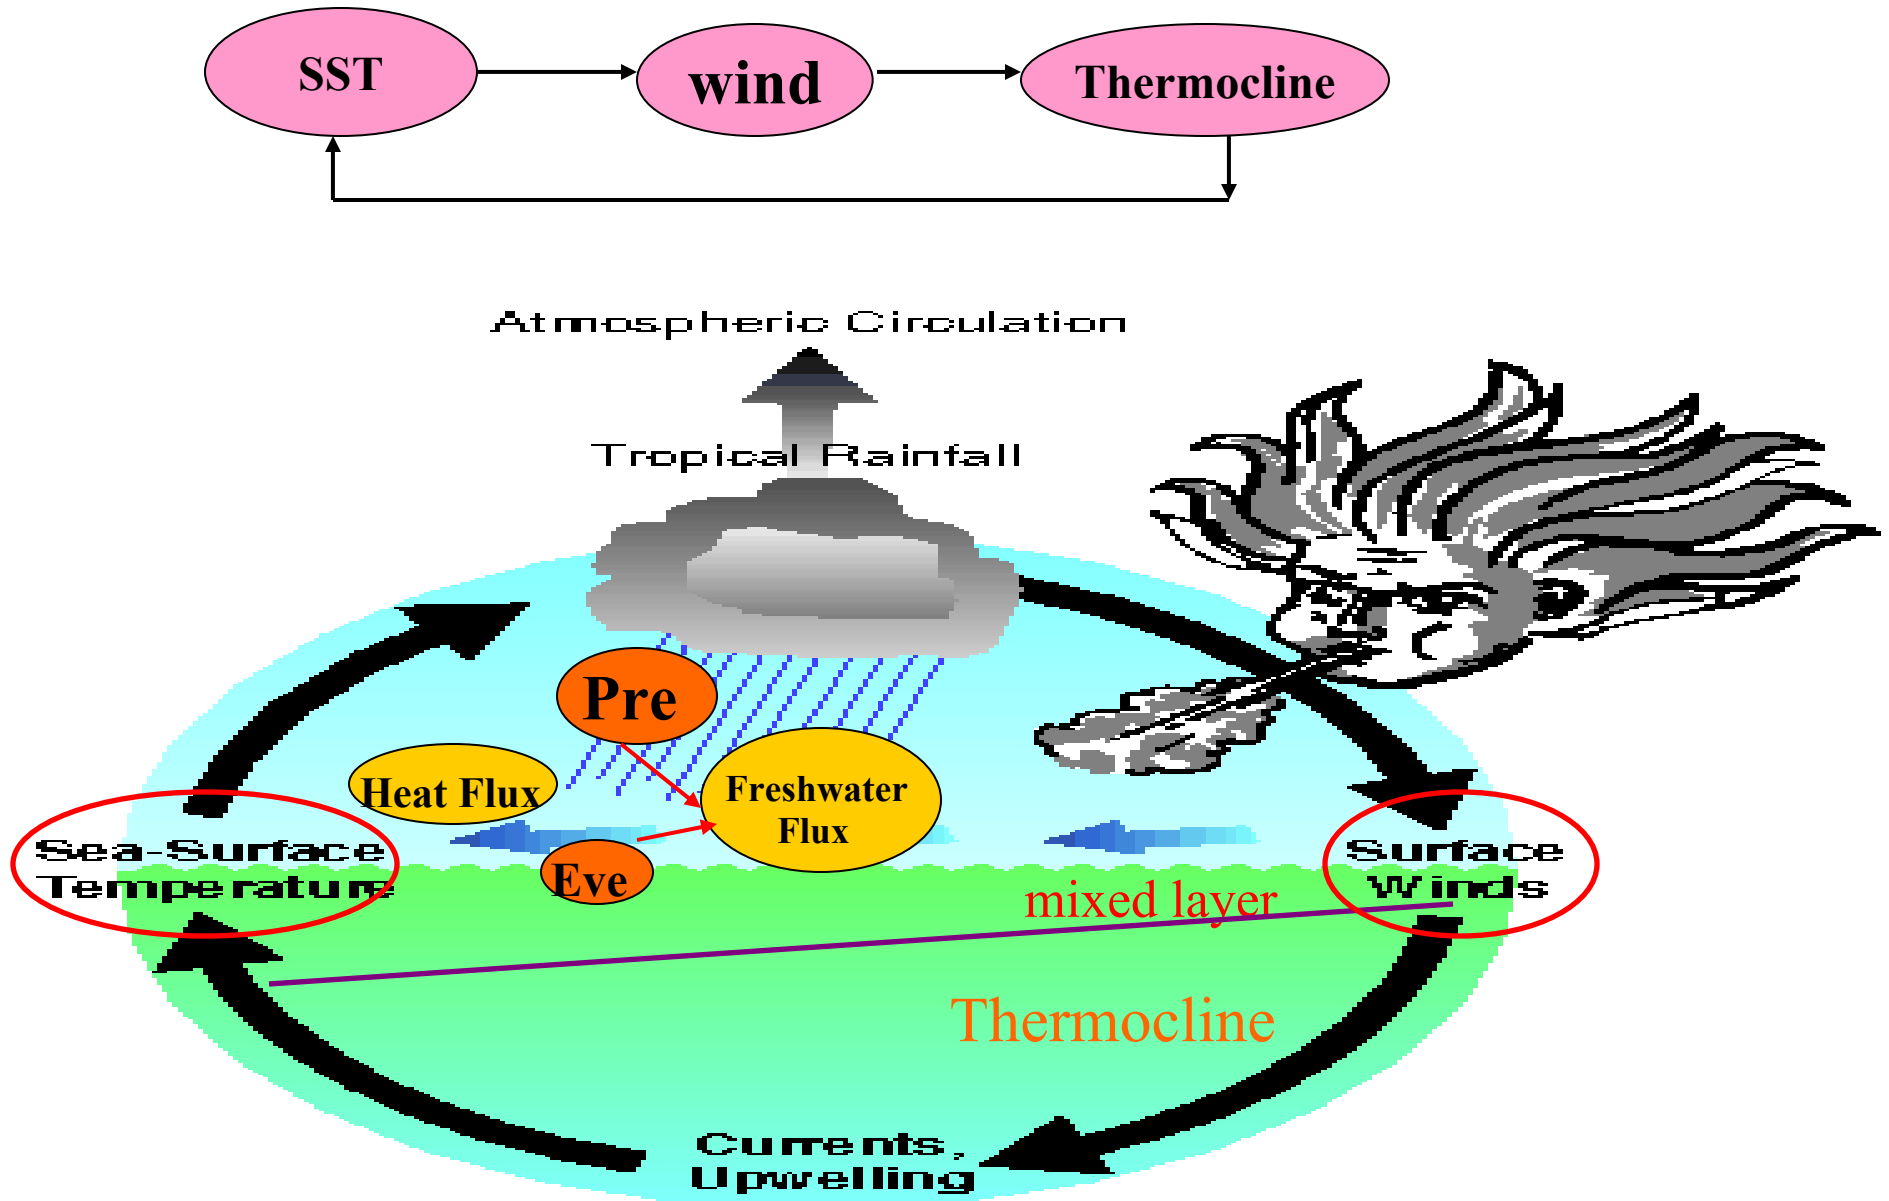 SST
wind
Thermocline
Atmospheric Circulation
Tropical Rainfall
Pre
Heat Flux
Freshwater
Flux
Sea-Surface
Temperature
Eve
Surface
Winds
mixed layer
Thermocline
Currents,
Upwelling